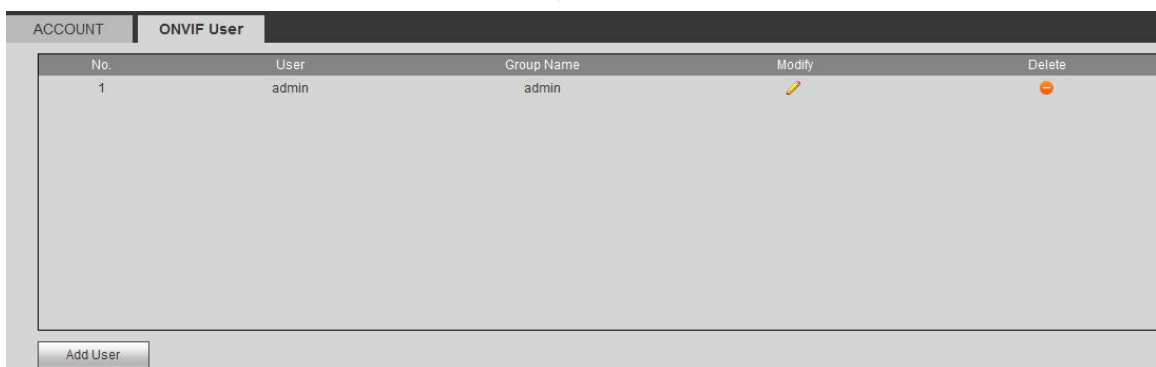 ACCOUNT ONVIF User
No. User Group Name Modify Delete
1 admin admin
Add User